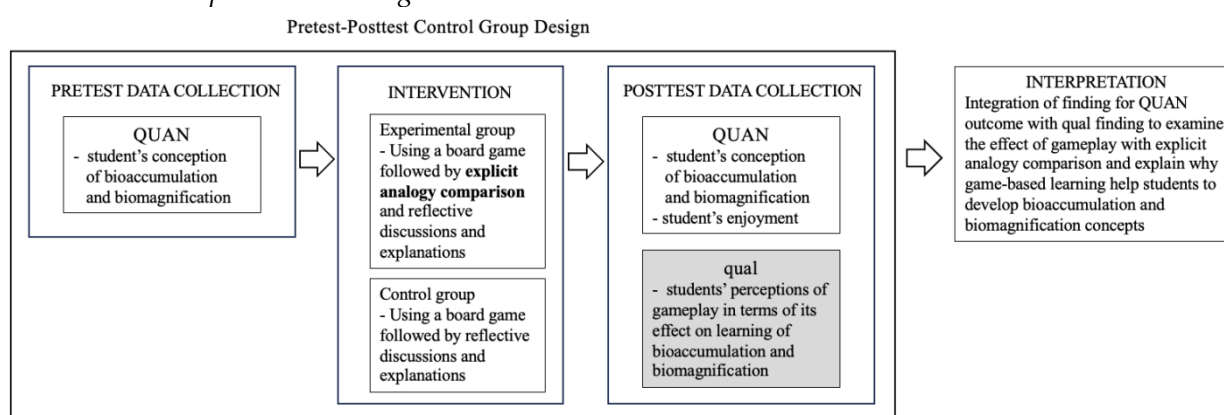 Pretest-Posttest Control Group Design
PRETEST DATA COLLECTION
QUAN
- student’s conception
of bioaccumulation
and biomagnification
INTERVENTION
Experimental group
- Using a board game
followed by explicit
analogy comparison
and reflective
discussions and
explanations
Control group
- Using a board game
followed by reflective
discussions and
explanations
POSTTEST DATA COLLECTION
QUAN
- student’s conception
of bioaccumulation
and biomagnification
- student’s enjoyment
qual
- students’ perceptions of
gameplay in terms of its
effect on learning of
bioaccumulation and
biomagnification
INTERPRETATION
Integration of finding for QUAN
outcome with qual finding to examine
the effect of gameplay with explicit
analogy comparison and explain why
game-based learning help students to
develop bioaccumulation and
biomagnification concepts